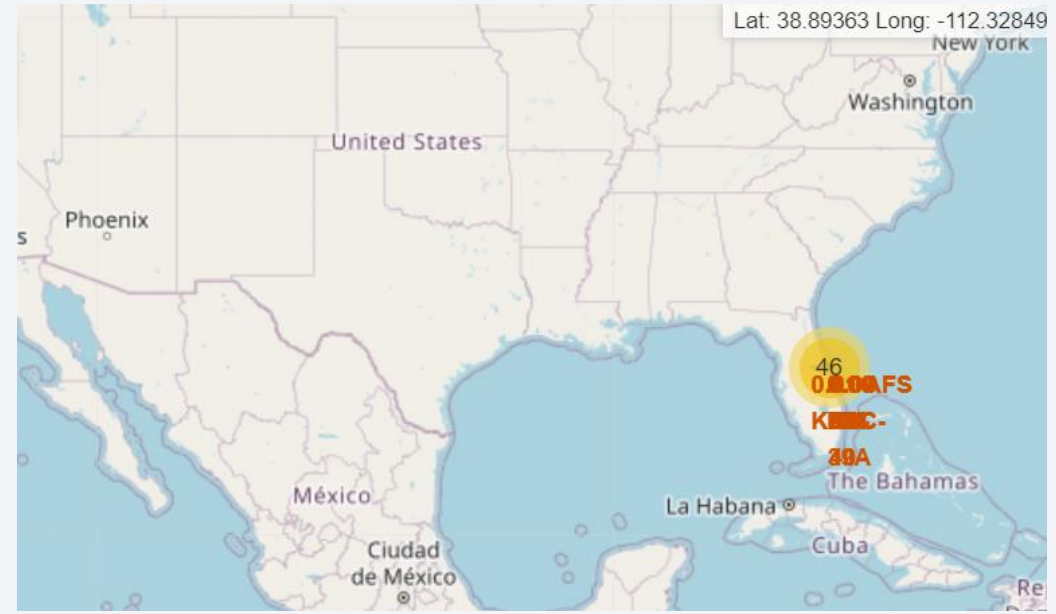 Lat: 38.89363 Long: -112.32849
New York
Washington
United States
Phoenix
s
46
The Bahamas
México
La Habana
Cuba
Ciudad
de México
Re